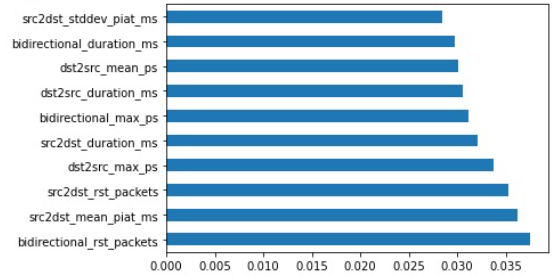 src2dst_stddev_piat_ms
bidirectional_duration_ms
dst2src_mean_ps
dst2src_duration_ms
bidirectional_max_ps
src2dst_duration_ms
dst2src_max_ps
src2dst_rst_packets
src2dst_mean_piat_ms
bidirectional_rst_packets
0.000 0.005 0.010 0.015 0.020 0.025 0.030 0.035